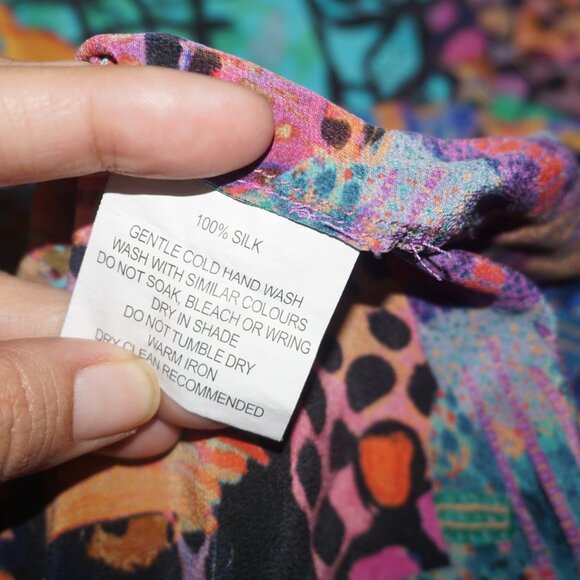 100% SILK
GENTLE COLD HAND WASH
WASH WITH SIMILAR COLOURS
DO NOT SOAK, BLEACH OR WRING
DRY IN SHADE
DO NOT TUMBLE DRY
WARM IRON
DRY CLEAN RECOMMENDED